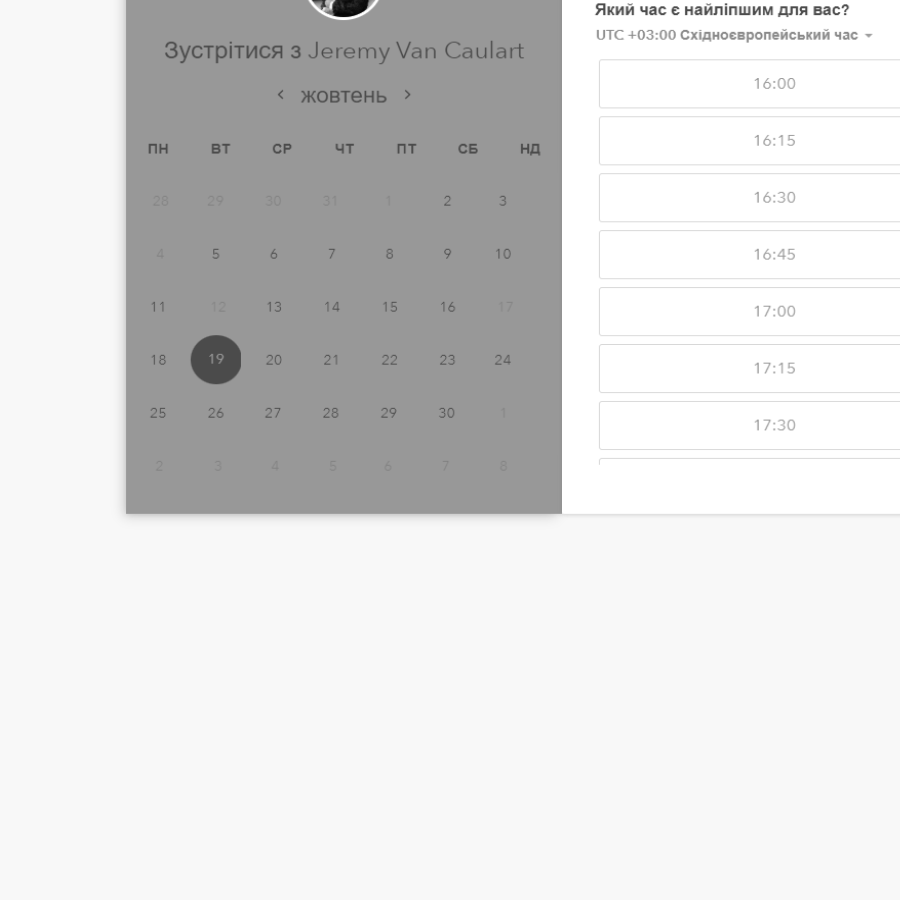 Зустрітися з Jeremy Van Caulart
‹ жовтень ›
ПН ВТ СР ЧТ ПТ СБ НД
28 29 30 31 1 2 3
4 5 6 7 8 9 10
11 12 13 14 15 16 17
18 19 20 21 22 23 24
25 26 27 28 29 30 1
2 3 4 5 6 7 8
Який час є найліпшим для вас?
UTC +03:00 Східноєвропейський час
16:00
16:15
16:30
16:45
17:00
17:15
17:30